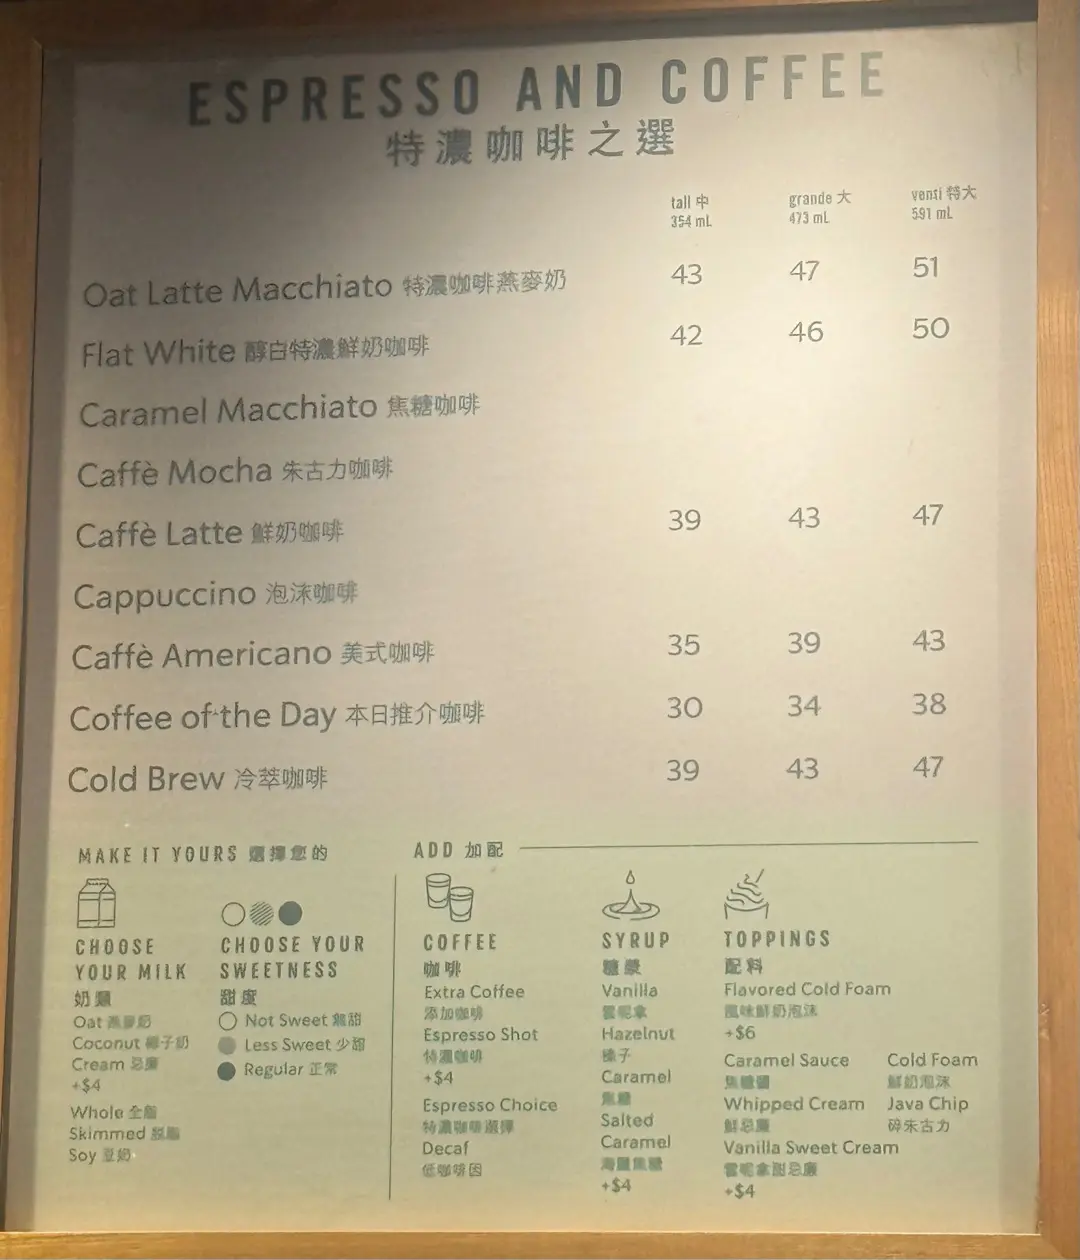 ESPRESSO AND COFFEE
特濃咖啡之選
tall 中 grande 大 venti 特大
354 mL 473 mL 591 mL
Oat Latte Macchiato 特濃咖啡燕麥奶 43 47 51
Flat White 醇白特濃鮮奶咖啡 42 46 50
Caramel Macchiato 焦糖咖啡
Caffè Mocha 朱古力咖啡
Caffè Latte 鮮奶咖啡 39 43 47
Cappuccino 泡沫咖啡
Caffè Americano 美式咖啡 35 39 43
Coffee of the Day 本日推介咖啡 30 34 38
Cold Brew 冷萃咖啡 39 43 47
MAKE IT YOURS 選擇您的
CHOOSE
YOUR MILK
奶類
Oat 燕麥奶
Coconut 椰子奶
Cream 忌廉
+$4
Whole 全脂
Skimmed 脫脂
Soy 豆奶
CHOOSE YOUR
SWEETNESS
甜度
Not Sweet 無甜
Less Sweet 少甜
Regular 正常
ADD 加配
COFFEE
咖啡
Extra Coffee
添加咖啡
Espresso Shot
特濃咖啡
+$4
Espresso Choice
特濃咖啡選擇
Decaf
低咖啡因
SYRUP
糖漿
Vanilla
雲呢拿
Hazelnut
榛子
Caramel
焦糖
Salted
Caramel
海鹽焦糖
+$4
TOPPINGS
配料
Flavored Cold Foam
風味鮮奶泡沫
+$6
Caramel Sauce
焦糖醬
Whipped Cream
鮮忌廉
Cold Foam
鮮奶泡沫
Java Chip
碎朱古力
Vanilla Sweet Cream
雲呢拿甜忌廉
+$4